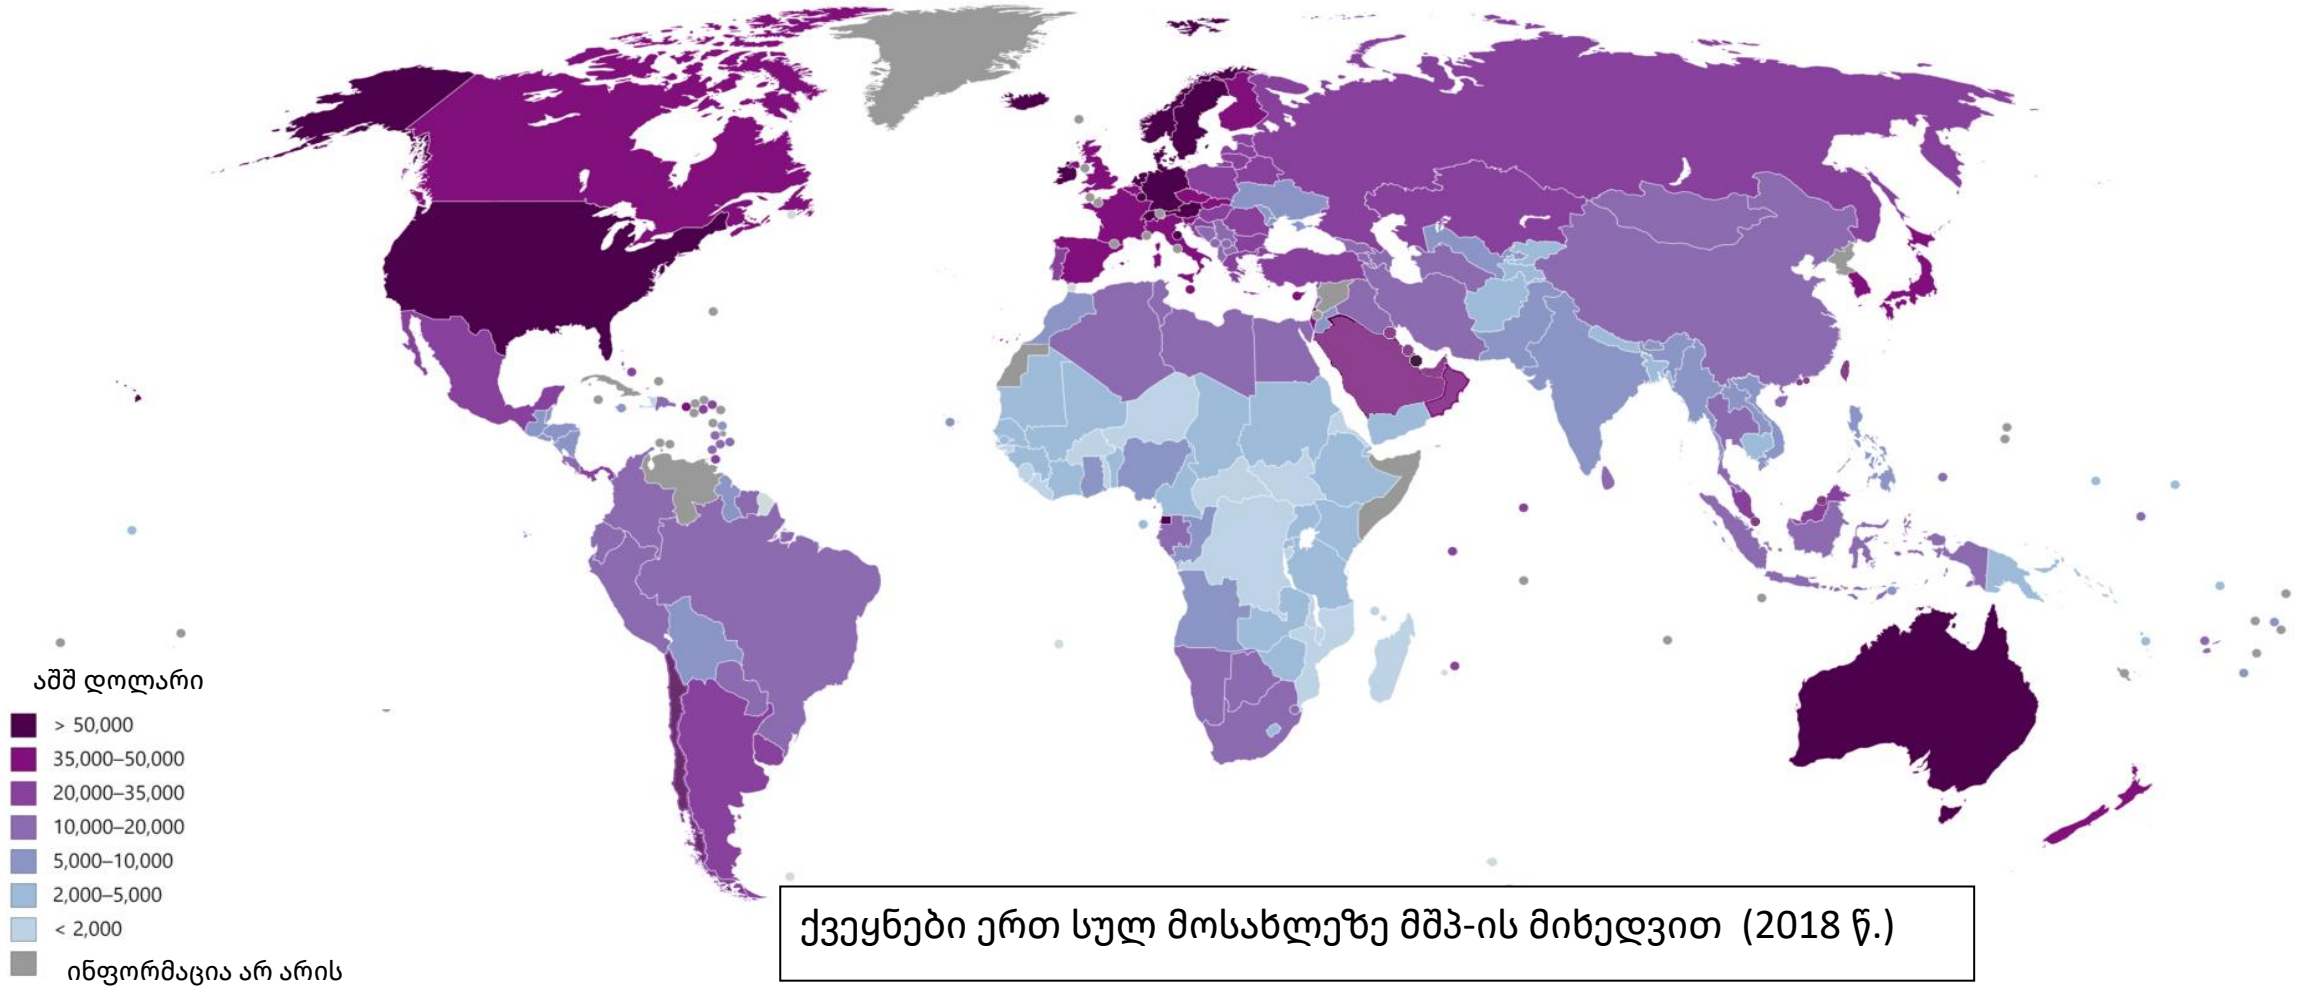 აშშ დოლარი
> 50,000
35,000–50,000
20,000–35,000
10,000–20,000
5,000–10,000
2,000–5,000
< 2,000
ინფორმაცია არ არის
ქვეყნები ერთ სულ მოსახლეზე მშპ-ის მიხედვით (2018 წ.)